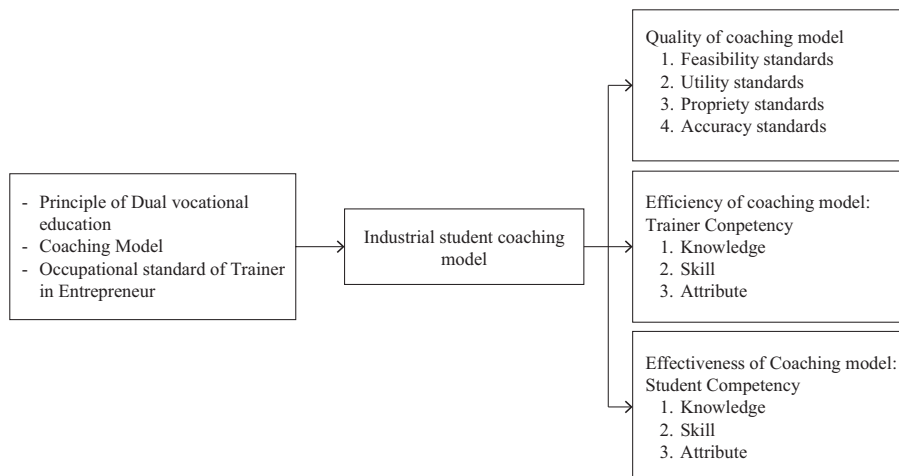 - Principle of Dual vocational
education
- Coaching Model
- Occupational standard of Trainer
in Entrepreneur
Industrial student coaching
model
Quality of coaching model
1. Feasibility standards
2. Utility standards
3. Propriety standards
4. Accuracy standards
Efficiency of coaching model:
Trainer Conpetency
1. Knowledge
2. Skill
3. Attribute
Effectiveness of Coaching model:
Student Competency
1. Knowledge
2. Skill
3. Attribute